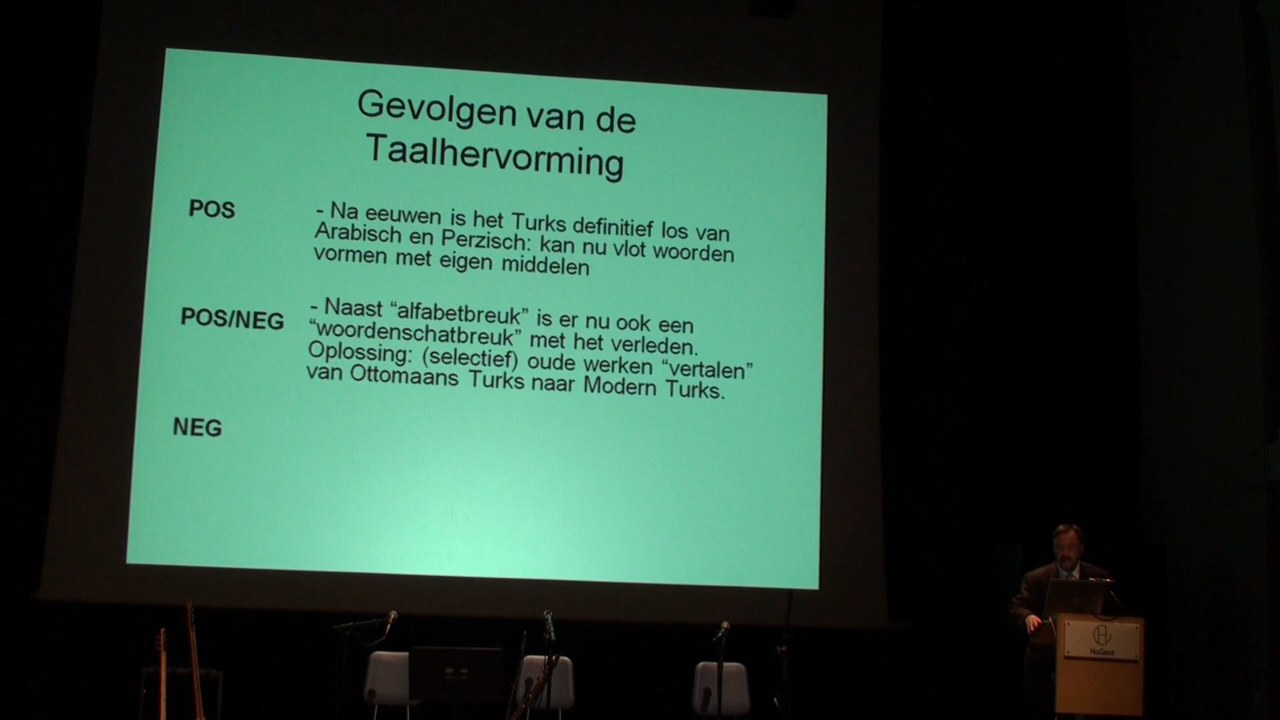 Gevolgen van de
Taalhervorming
POS
- Na eeuwen is het Turks definitief los van
Arabisch en Perzisch: kan nu vlot woorden
vormen met eigen middelen
POS/NEG
- Naast “alfabetbreuk” is er nu ook een
“woordenschatbreuk” met het verleden.
Oplossing: (selectief) oude werken “vertalen”
van Ottomaans Turks naar Modern Turks.
NEG
HoGent